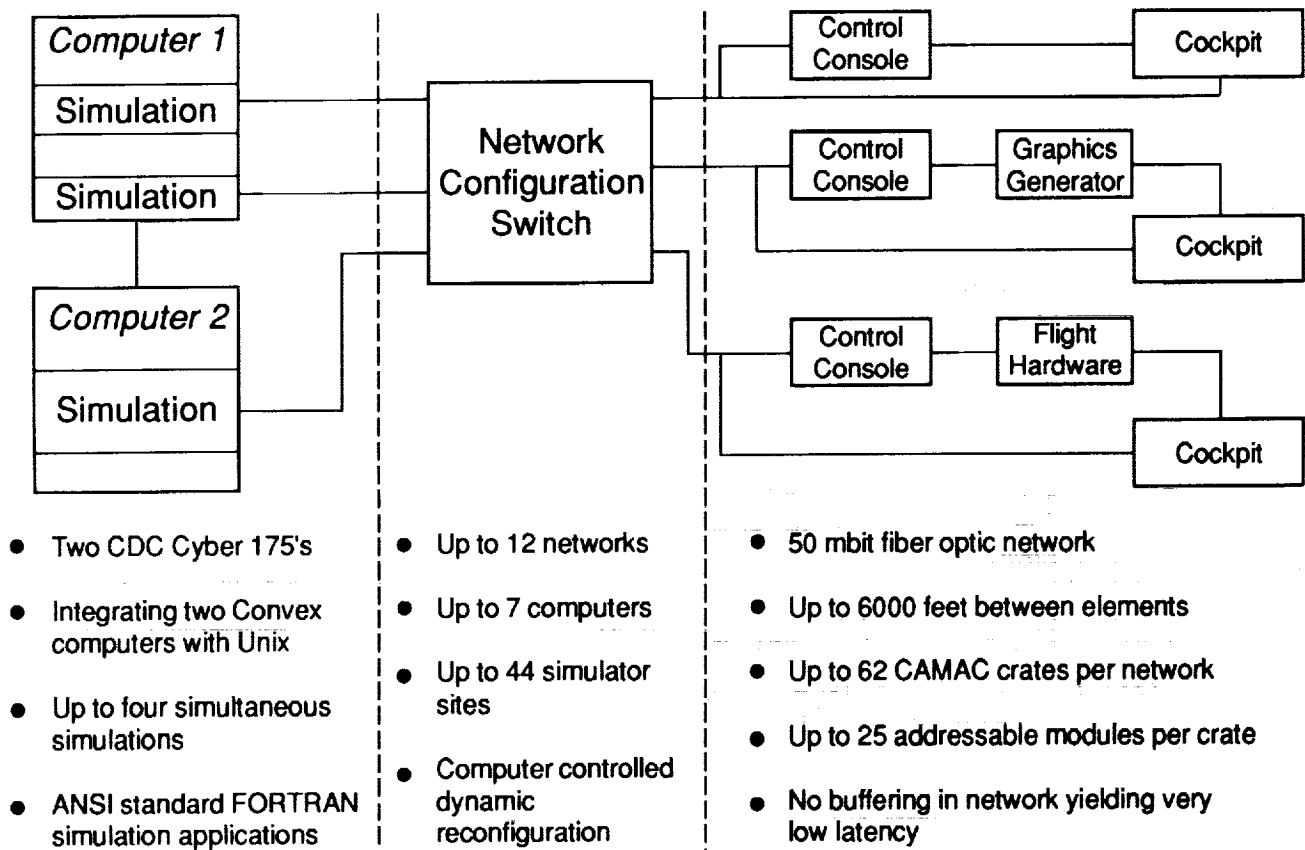 Computer 1
Simulation
Simulation
Computer 2
Simulation
Network
Configuration
Switch
Control
Console
Cockpit
Control
Console
Graphics
Generator
Cockpit
Control
Console
Flight
Hardware
Cockpit
● Two CDC Cyber 175's
● Integrating two Convex
computers with Unix
● Up to four simultaneous
simulations
● ANSI standard FORTRAN
simulation applications
● Up to 12 networks
● Up to 7 computers
● Up to 44 simulator
sites
● Computer controlled
dynamic
reconfiguration
● 50 mbit fiber optic network
● Up to 6000 feet between elements
● Up to 62 CAMAC crates per network
● Up to 25 addressable modules per crate
● No buffering in network yielding very
low latency